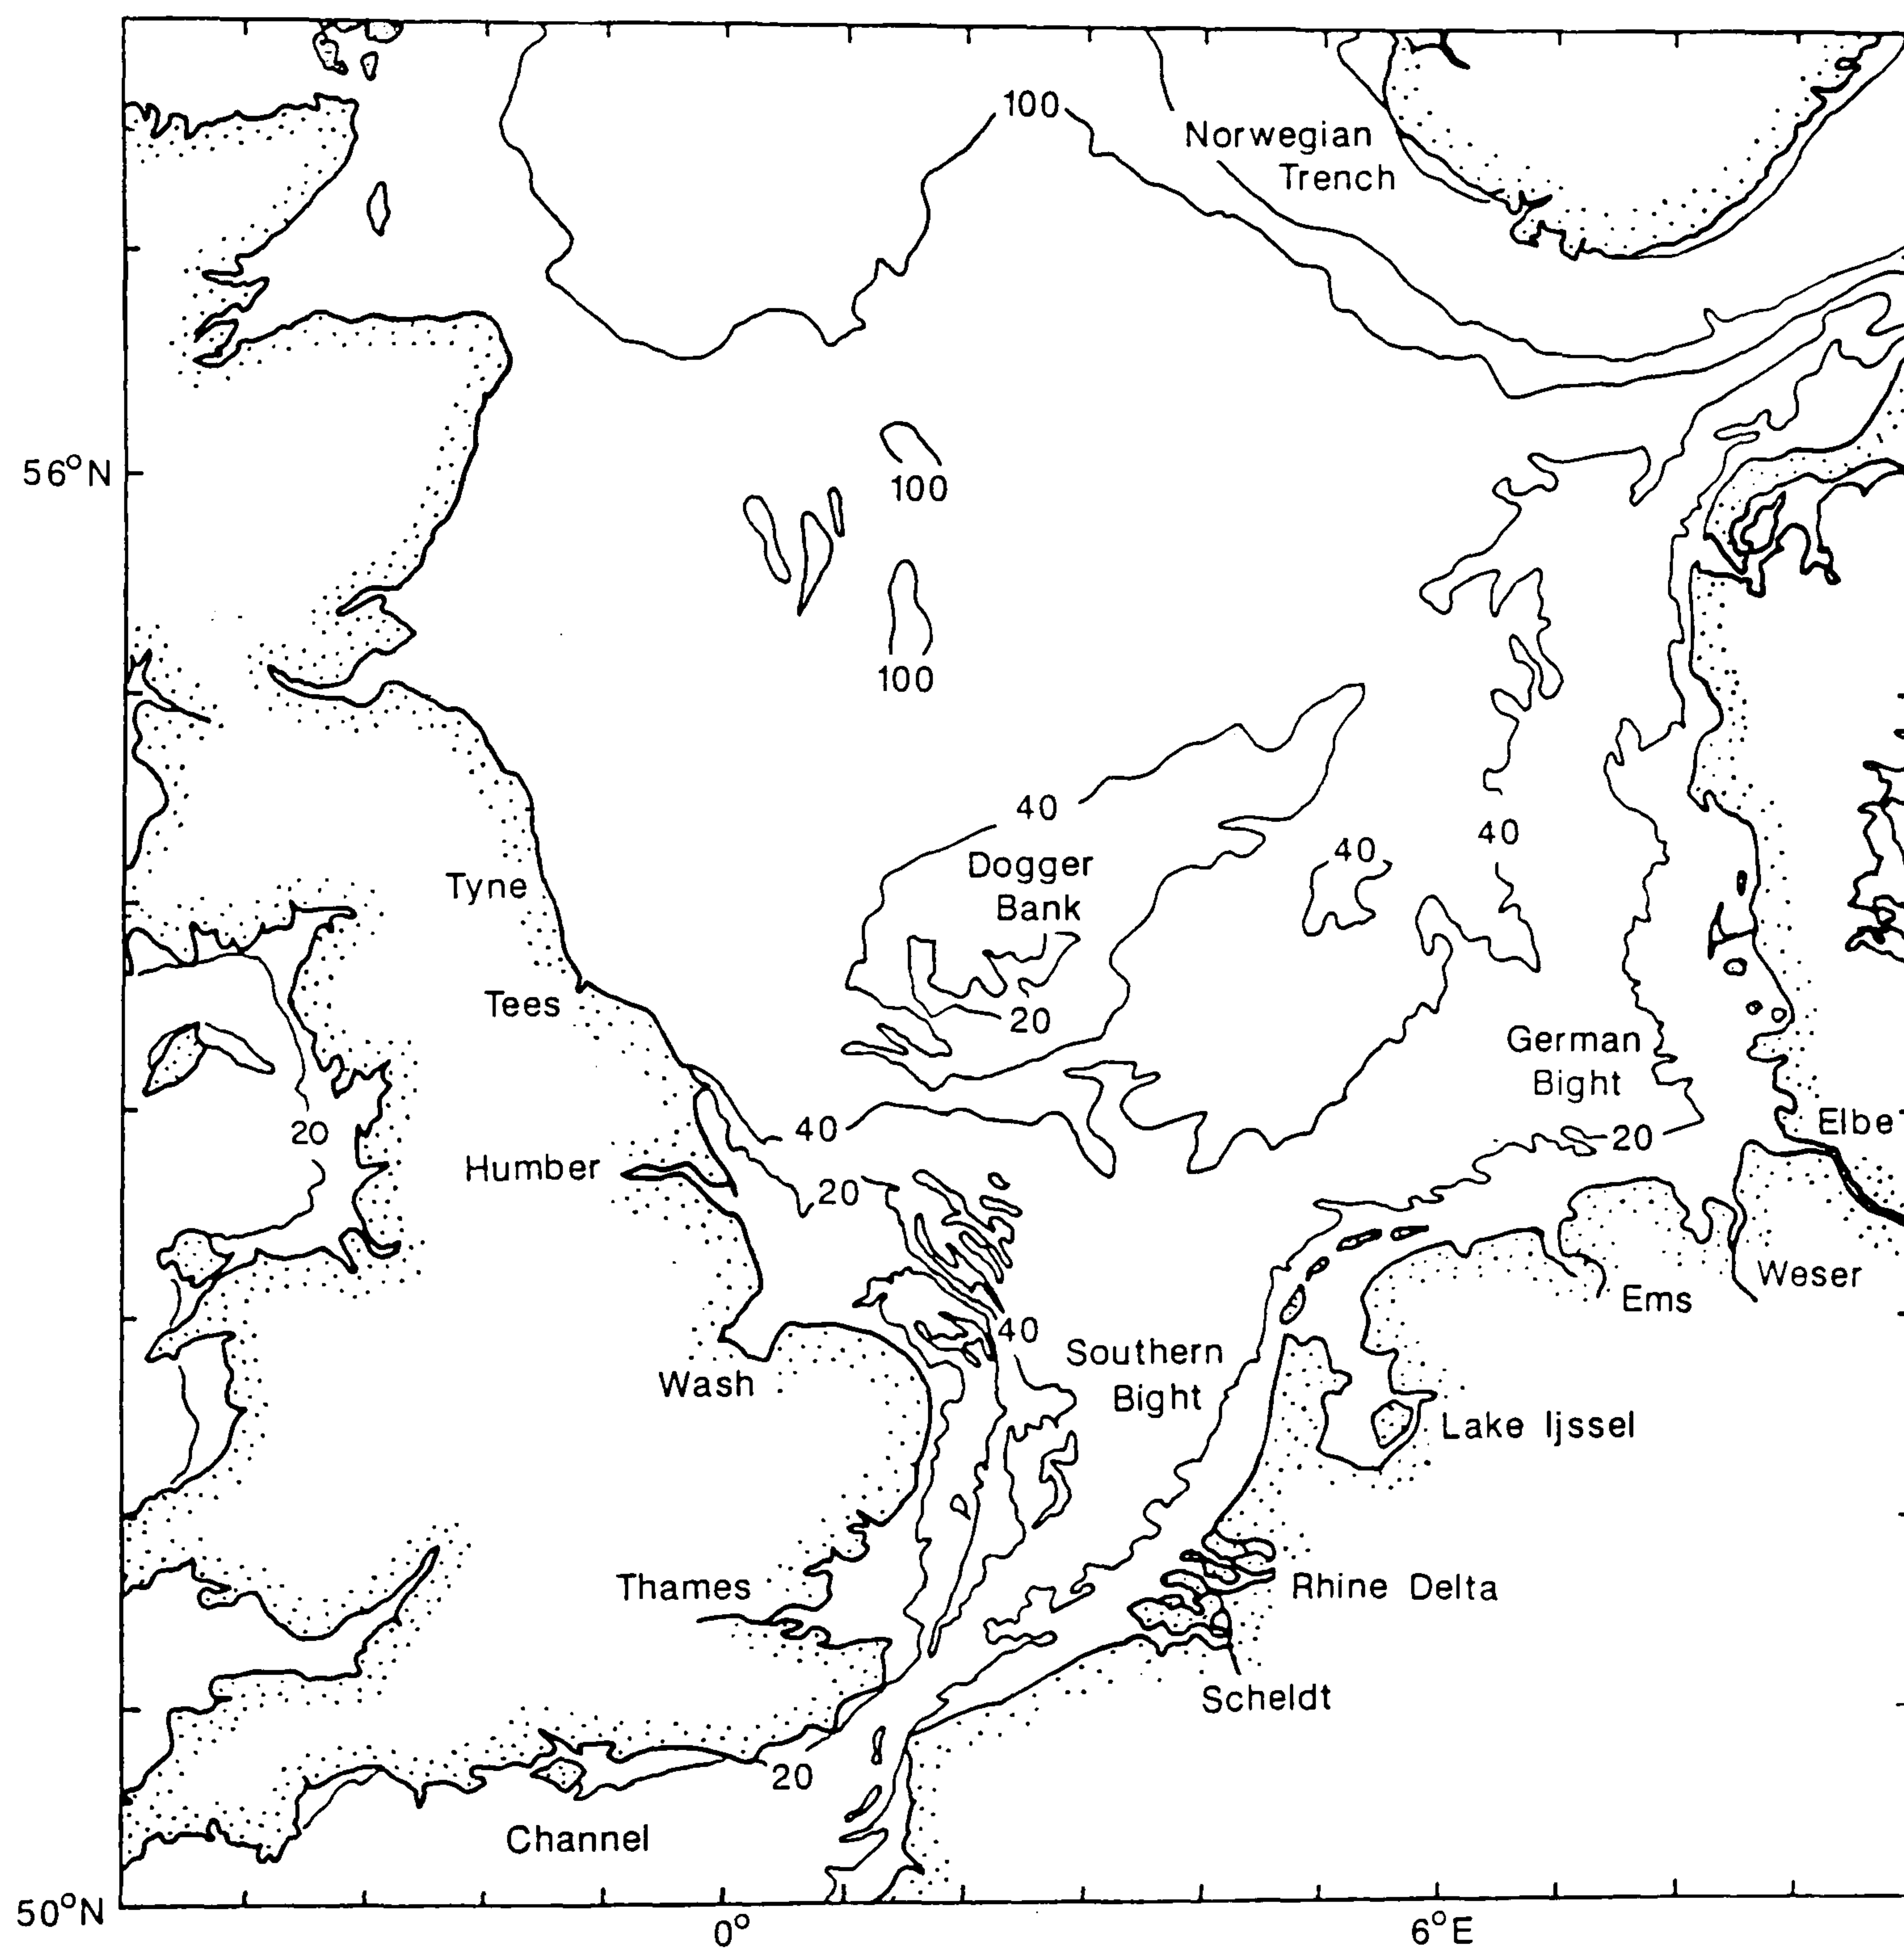 100
Norwegian
Trench
56°N
100
100
40
40
40
Dogger
Bank
Tyne
Tees
20
German
Bight
20
40
Elbe
20
Humber
20
Weser
Ems
40
Southern
Bight
Wash
Lake Ijssel
Thames
Rhine Delta
Scheldt
20
Channel
50°N
0°
6°E